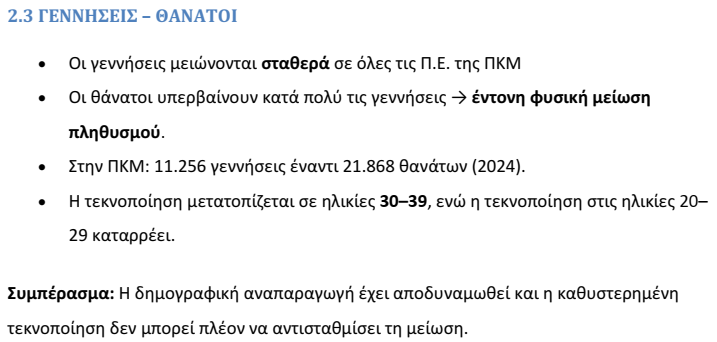 2.3 ΓΕΝΝΗΣΕΙΣ – ΘΑΝΑΤΟΙ
• Οι γεννήσεις μειώνονται σταθερά σε όλες τις Π.Ε. της ΠΚΜ
• Οι θάνατοι υπερβαίνουν κατά πολύ τις γεννήσεις → έντονη φυσική μείωση
πληθυσμού.
• Στην ΠΚΜ: 11.256 γεννήσεις έναντι 21.868 θανάτων (2024).
• Η τεκνοποίηση μετατοπίζεται σε ηλικίες 30–39, ενώ η τεκνοποίηση στις ηλικίες 20–
29 καταρρέει.
Συμπέρασμα: Η δημογραφική αναπαραγωγή έχει αποδυναμωθεί και η καθυστερημένη
τεκνοποίηση δεν μπορεί πλέον να αντισταθμίσει τη μείωση.